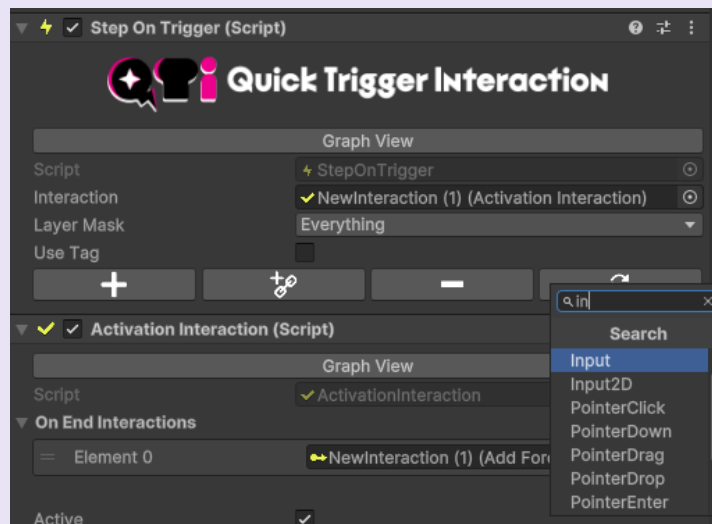 Step On Trigger (Script)
QTi Quick Trigger Interaction
Graph View
Script StepOnTrigger
Interaction NewInteraction (1) (Activation Interaction)
Layer Mask Everything
Use Tag
in
Search
Input
Input2D
PointerClick
PointerDown
PointerDrag
PointerDrop
PointerEnter
Activation Interaction (Script)
Graph View
Script ActivationInteraction
On End Interactions
Element 0 NewInteraction (1) (Add For
Active